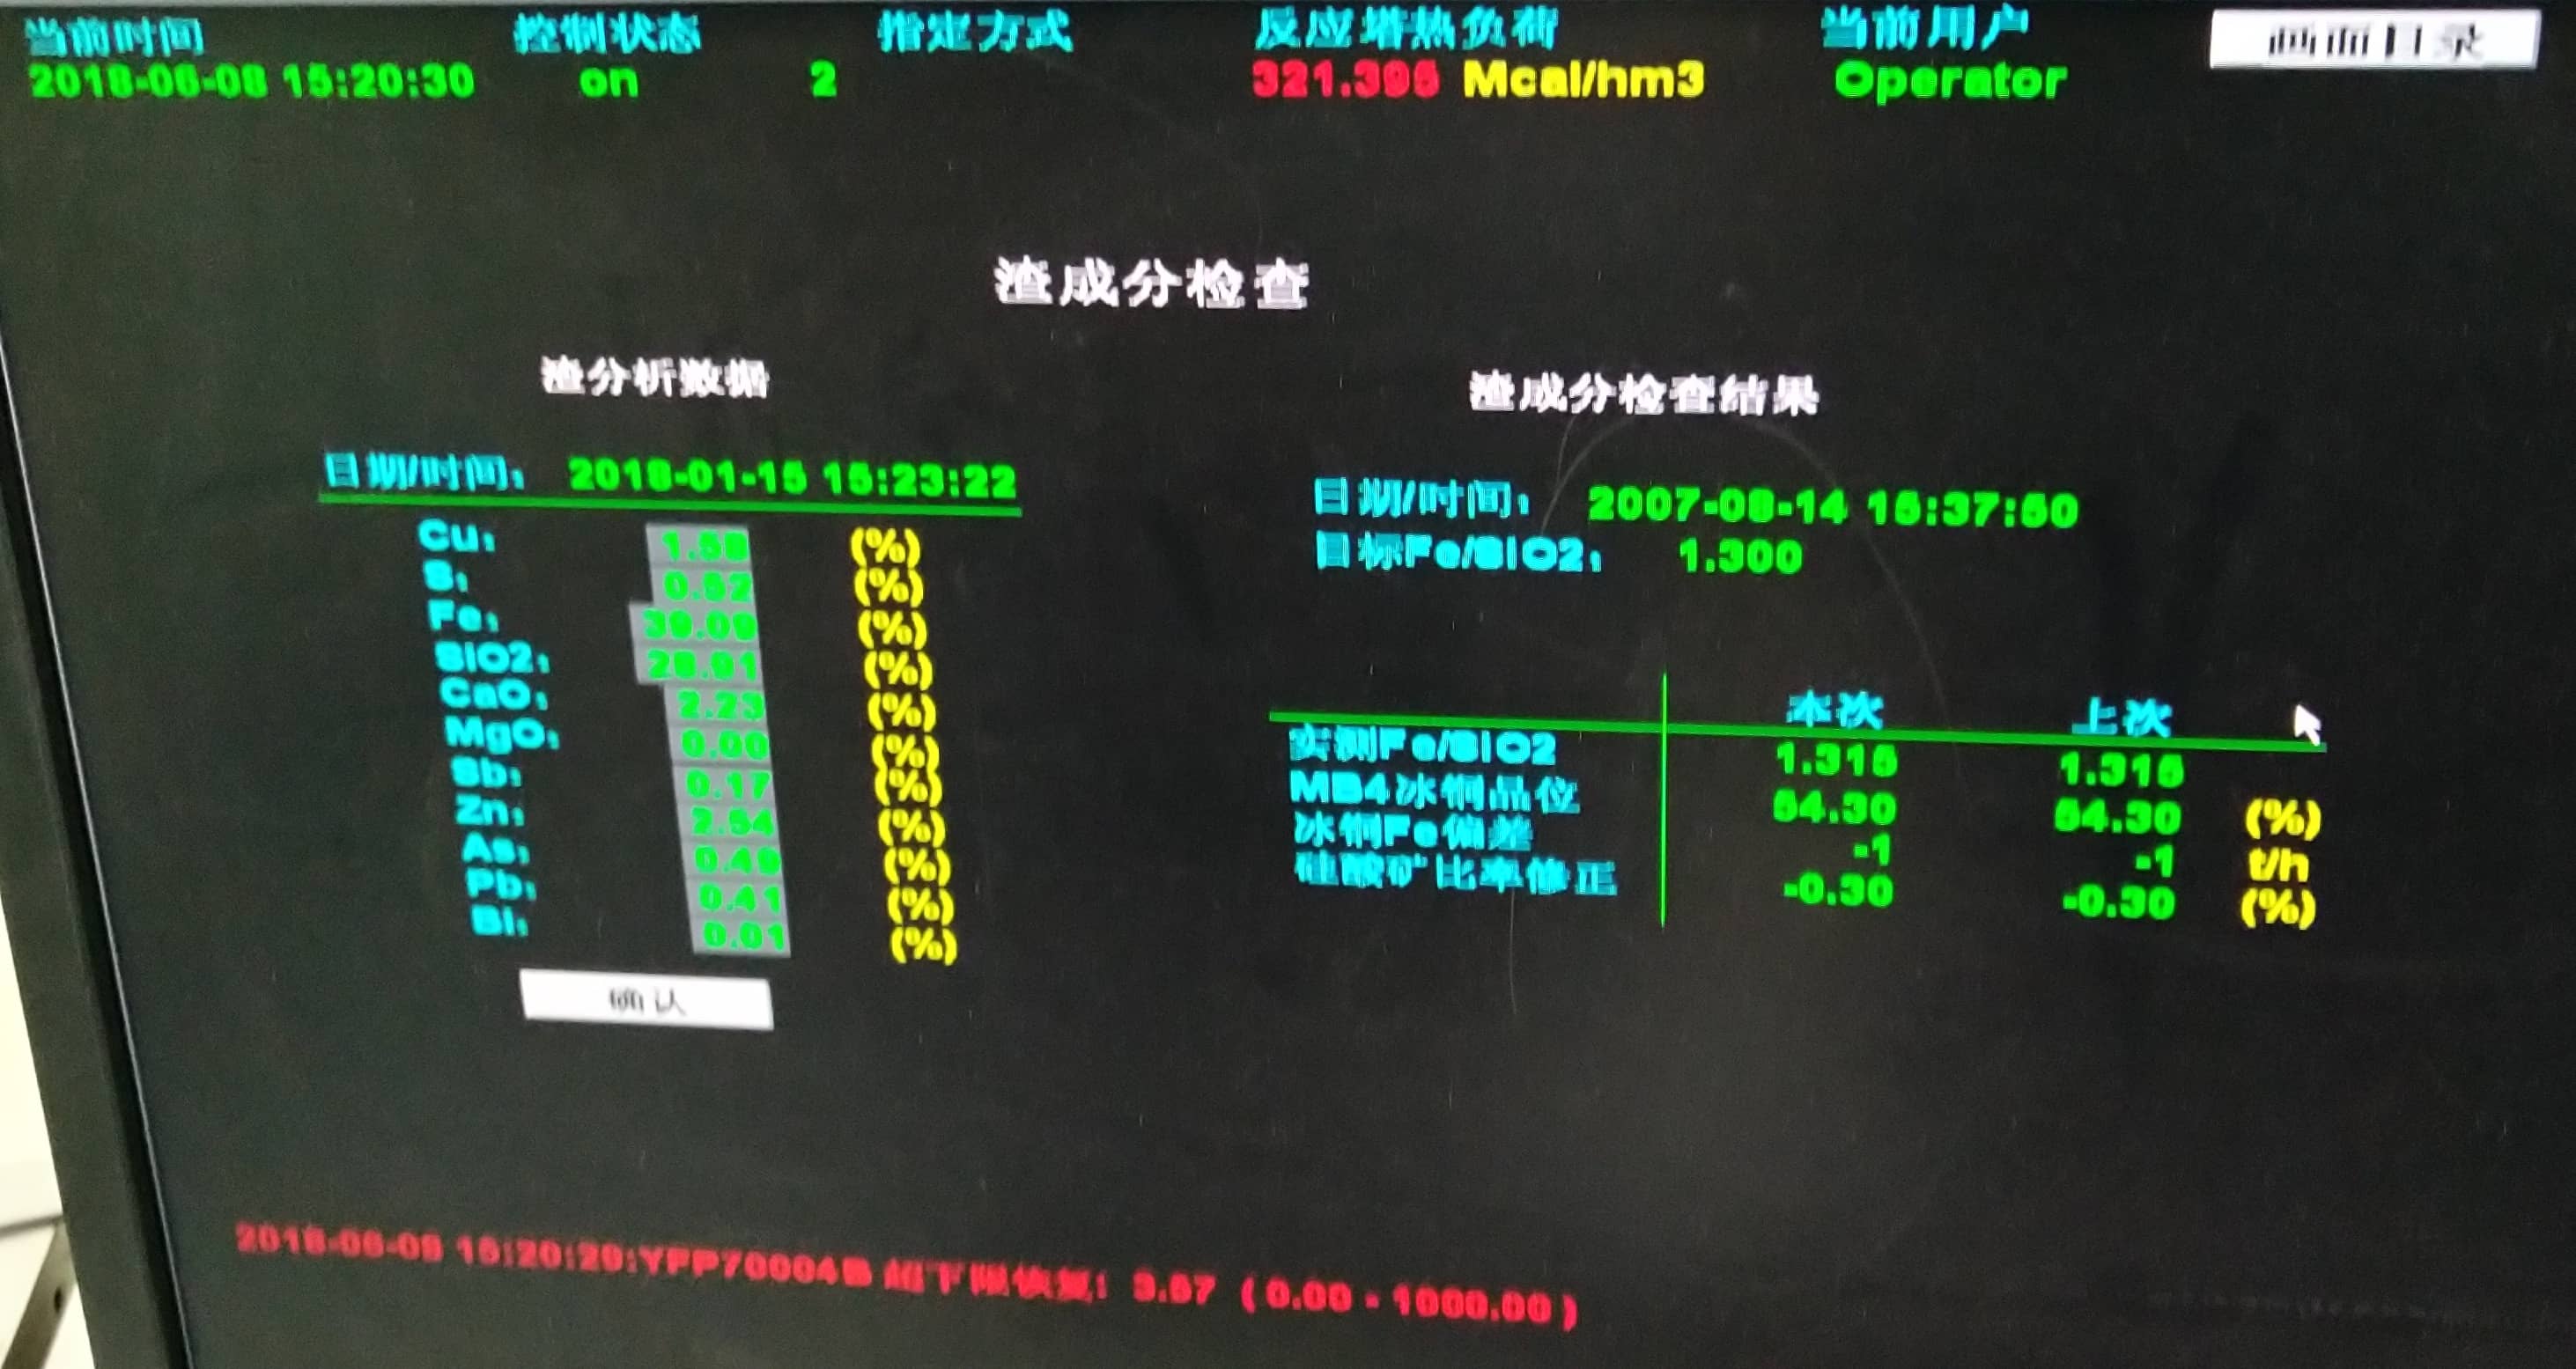 当前时间 控制状态 指定方式 反应塔热负荷 当前用户 画面目录
2018-06-08 15:20:30 on 2 321.395 Mcal/hm3 Operator
渣成分检查
渣分析数据
日期/时间: 2018-01-15 15:23:22
Cu: 1.58 (%)
S: 0.52 (%)
Fe: 39.09 (%)
SiO2: 28.91 (%)
CaO: 2.23 (%)
MgO: 0.00 (%)
Sb: 0.17 (%)
Zn: 2.54 (%)
As: 0.49 (%)
Pb: 0.41 (%)
Bi: 0.01 (%)
确认
渣成分检查结果
日期/时间: 2007-08-14 15:37:50
目标Fe/SiO2: 1.300
本次 上次
实测Fe/SiO2 1.315 1.315
MB4冰铜品位 54.30 54.30 (%)
冰铜Fe偏差 -1 -1 t/h
硅酸矿比率修正 -0.30 -0.30 (%)
2018-06-08 15:20:20:YFP70004B 超下限恢复! 3.57 ( 0.00 - 1000.00 )